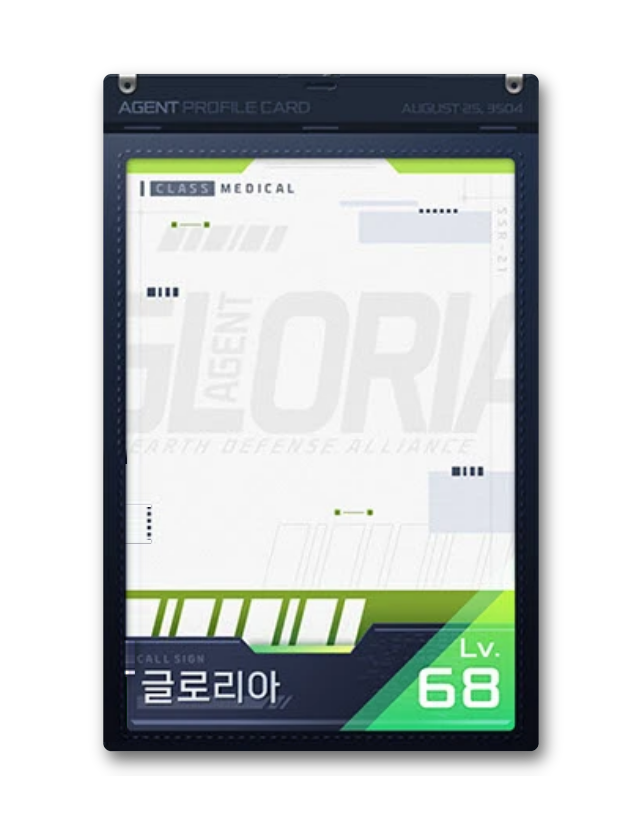 AGENT PROFILE CARD
AUGUST 25, 3504
CLASS MEDICAL
SSR-21
AGENT
GLORIA
EARTH DEFENSE ALLIANCE
CALL SIGN
글로리아
Lv.
68